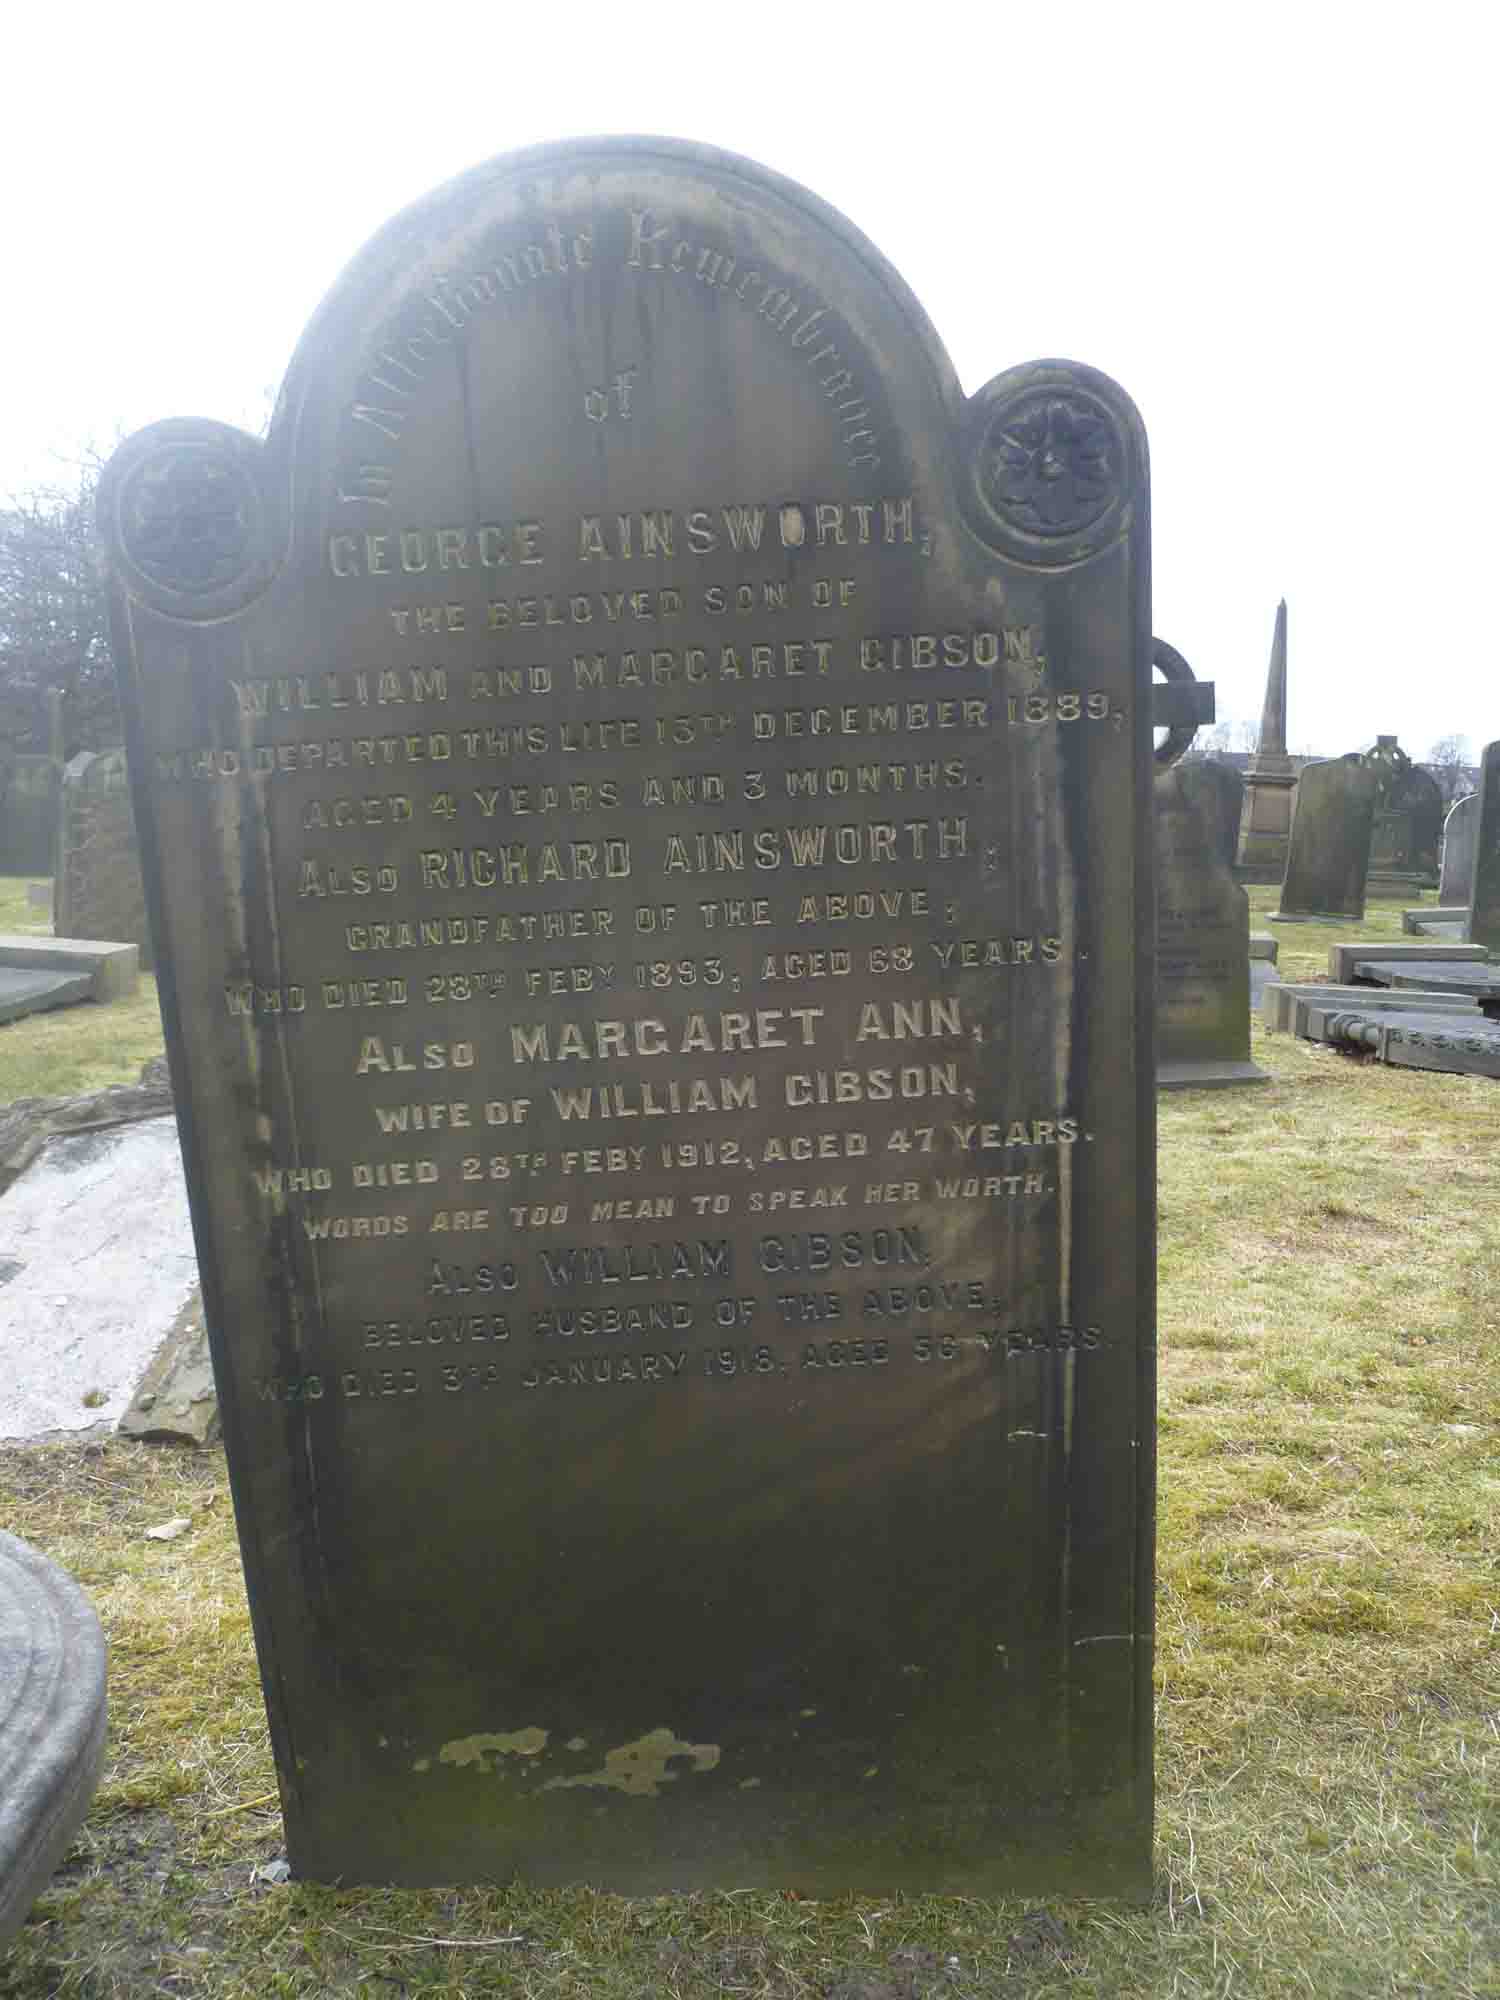 In Affectionate Remembrance
of
GEORGE AINSWORTH,
THE BELOVED SON OF
WILLIAM AND MARGARET GIBSON,
WHO DEPARTED THIS LIFE 13TH DECEMBER 1889,
AGED 4 YEARS AND 3 MONTHS.
ALSO RICHARD AINSWORTH,
GRANDFATHER OF THE ABOVE,
WHO DIED 28TH FEBY 1893, AGED 68 YEARS.
ALSO MARGARET ANN,
WIFE OF WILLIAM GIBSON,
WHO DIED 28TH FEBY 1912, AGED 47 YEARS.
WORDS ARE TOO MEAN TO SPEAK HER WORTH.
ALSO WILLIAM GIBSON,
BELOVED HUSBAND OF THE ABOVE,
WHO DIED 3RD JANUARY AGED YEARS.